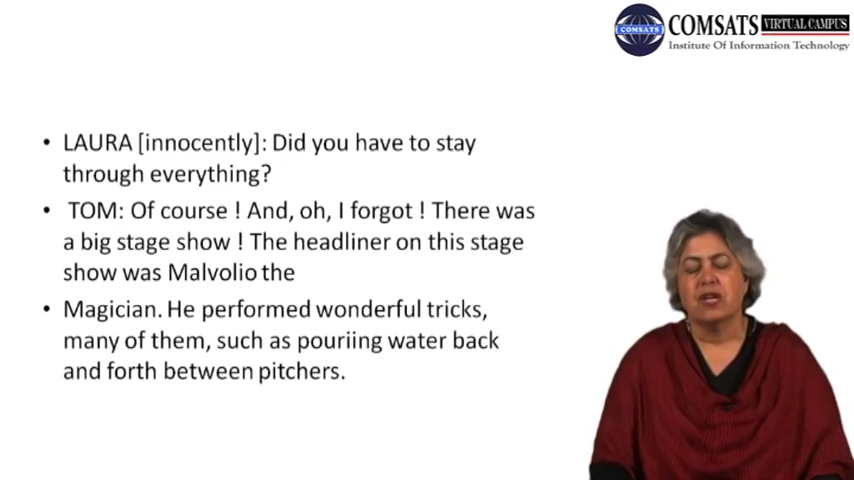 COMSATS
COMSATS VIRTUAL CAMPUS
Institute Of Information Technology
• LAURA [innocently]: Did you have to stay
through everything?
• TOM: Of course ! And, oh, I forgot ! There was
a big stage show ! The headliner on this stage
show was Malvolio the
• Magician. He performed wonderful tricks,
many of them, such as pouriing water back
and forth between pitchers.